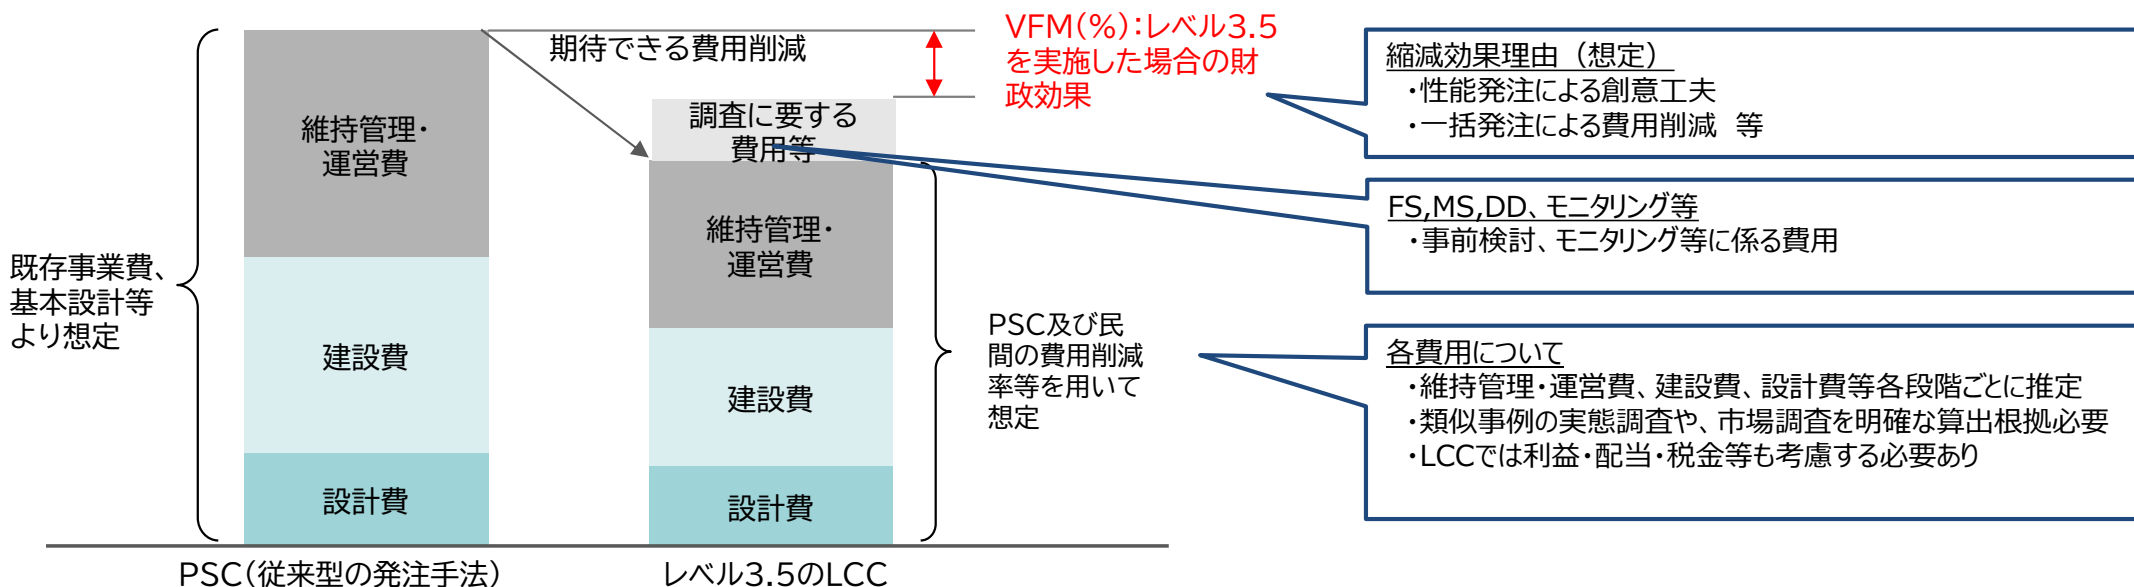 期待できる費用削減
VFM(%):レベル3.5
を実施した場合の財
政効果
縮減効果理由（想定）
・性能発注による創意工夫
・一括発注による費用削減　等
調査に要する
費用等
維持管理・
運営費
維持管理・
運営費
FS,MS,DD、モニタリング等
・事前検討、モニタリング等に係る費用
既存事業費、
基本設計等
より想定
建設費
建設費
PSC及び民
間の費用削減
率等を用いて
想定
各費用について
・維持管理・運営費、建設費、設計費等各段階ごとに推定
・類似事例の実態調査や、市場調査を明確な算出根拠必要
・LCCでは利益・配当・税金等も考慮する必要あり
設計費
設計費
PSC(従来型の発注手法)
レベル3.5のLCC